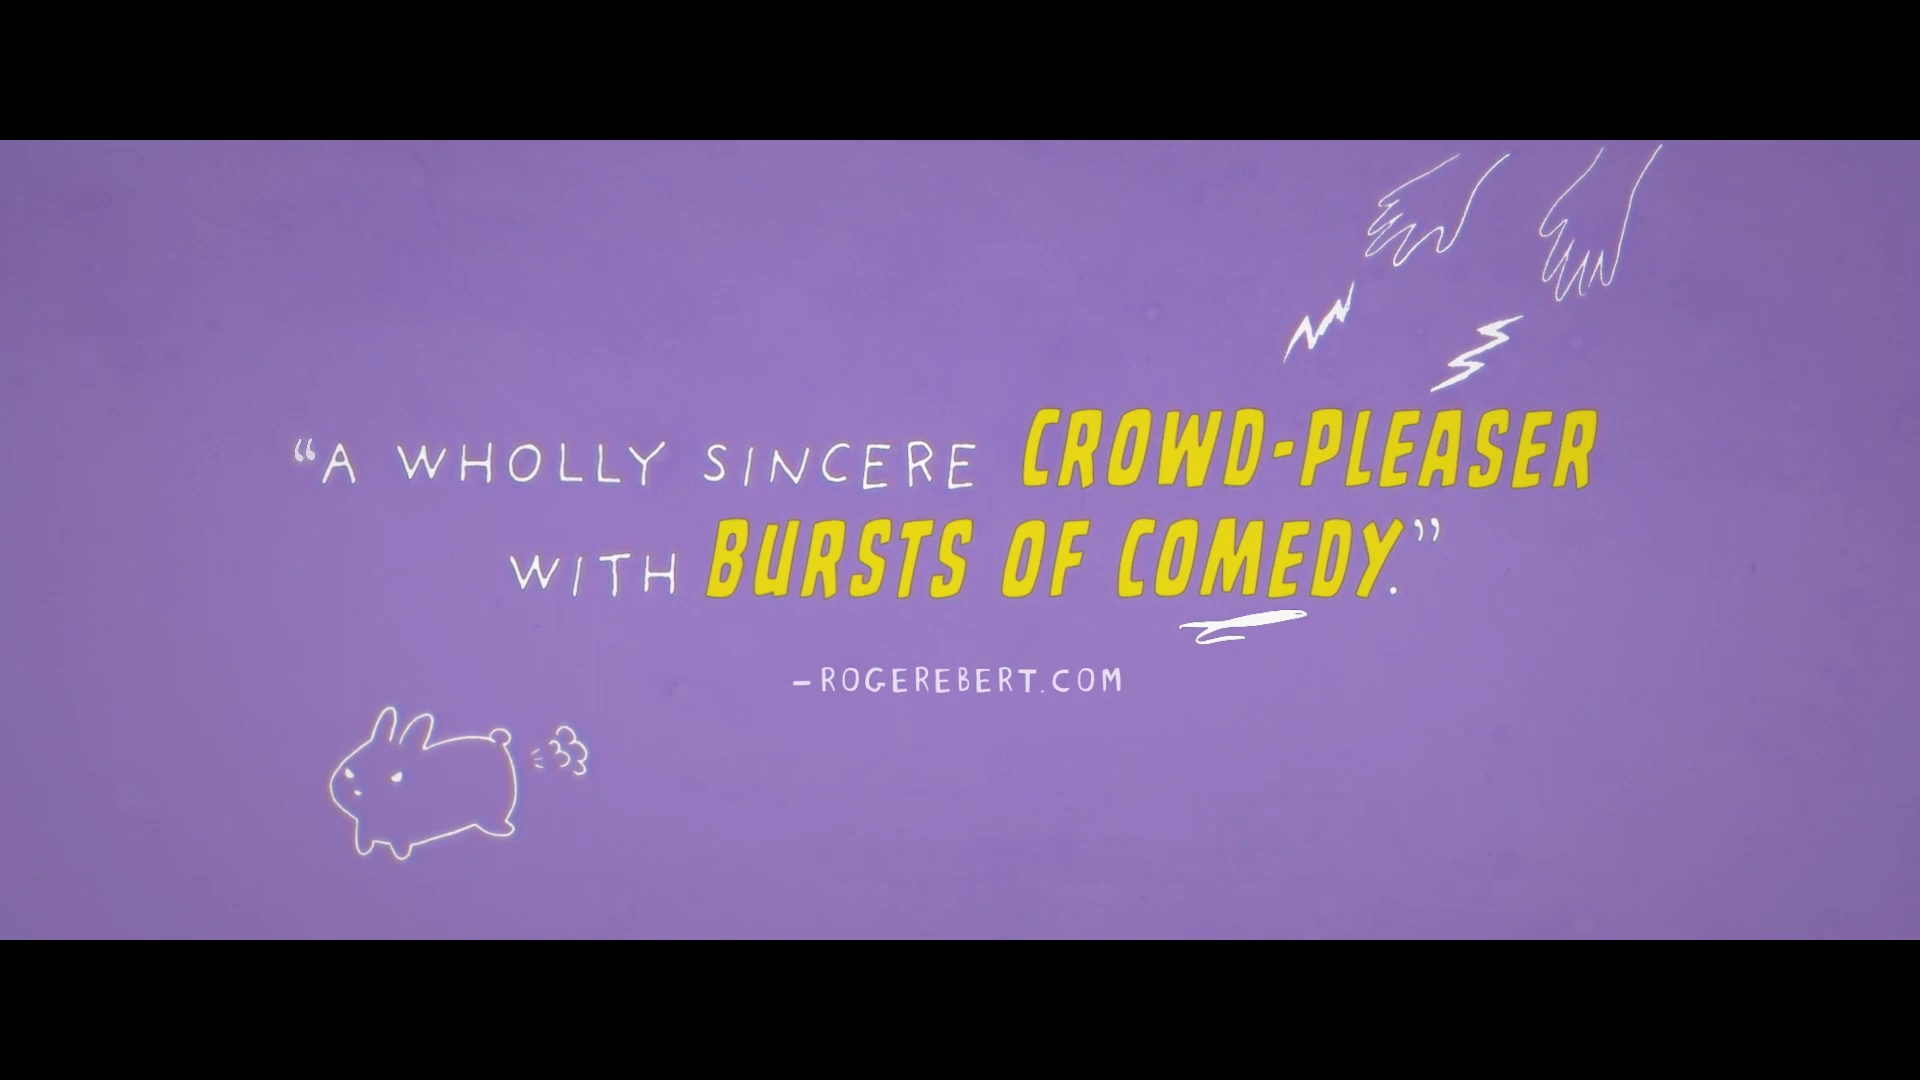 “A WHOLLY SINCERE CROWD-PLEASER
WITH BURSTS OF COMEDY.”
–ROGEREBERT.COM